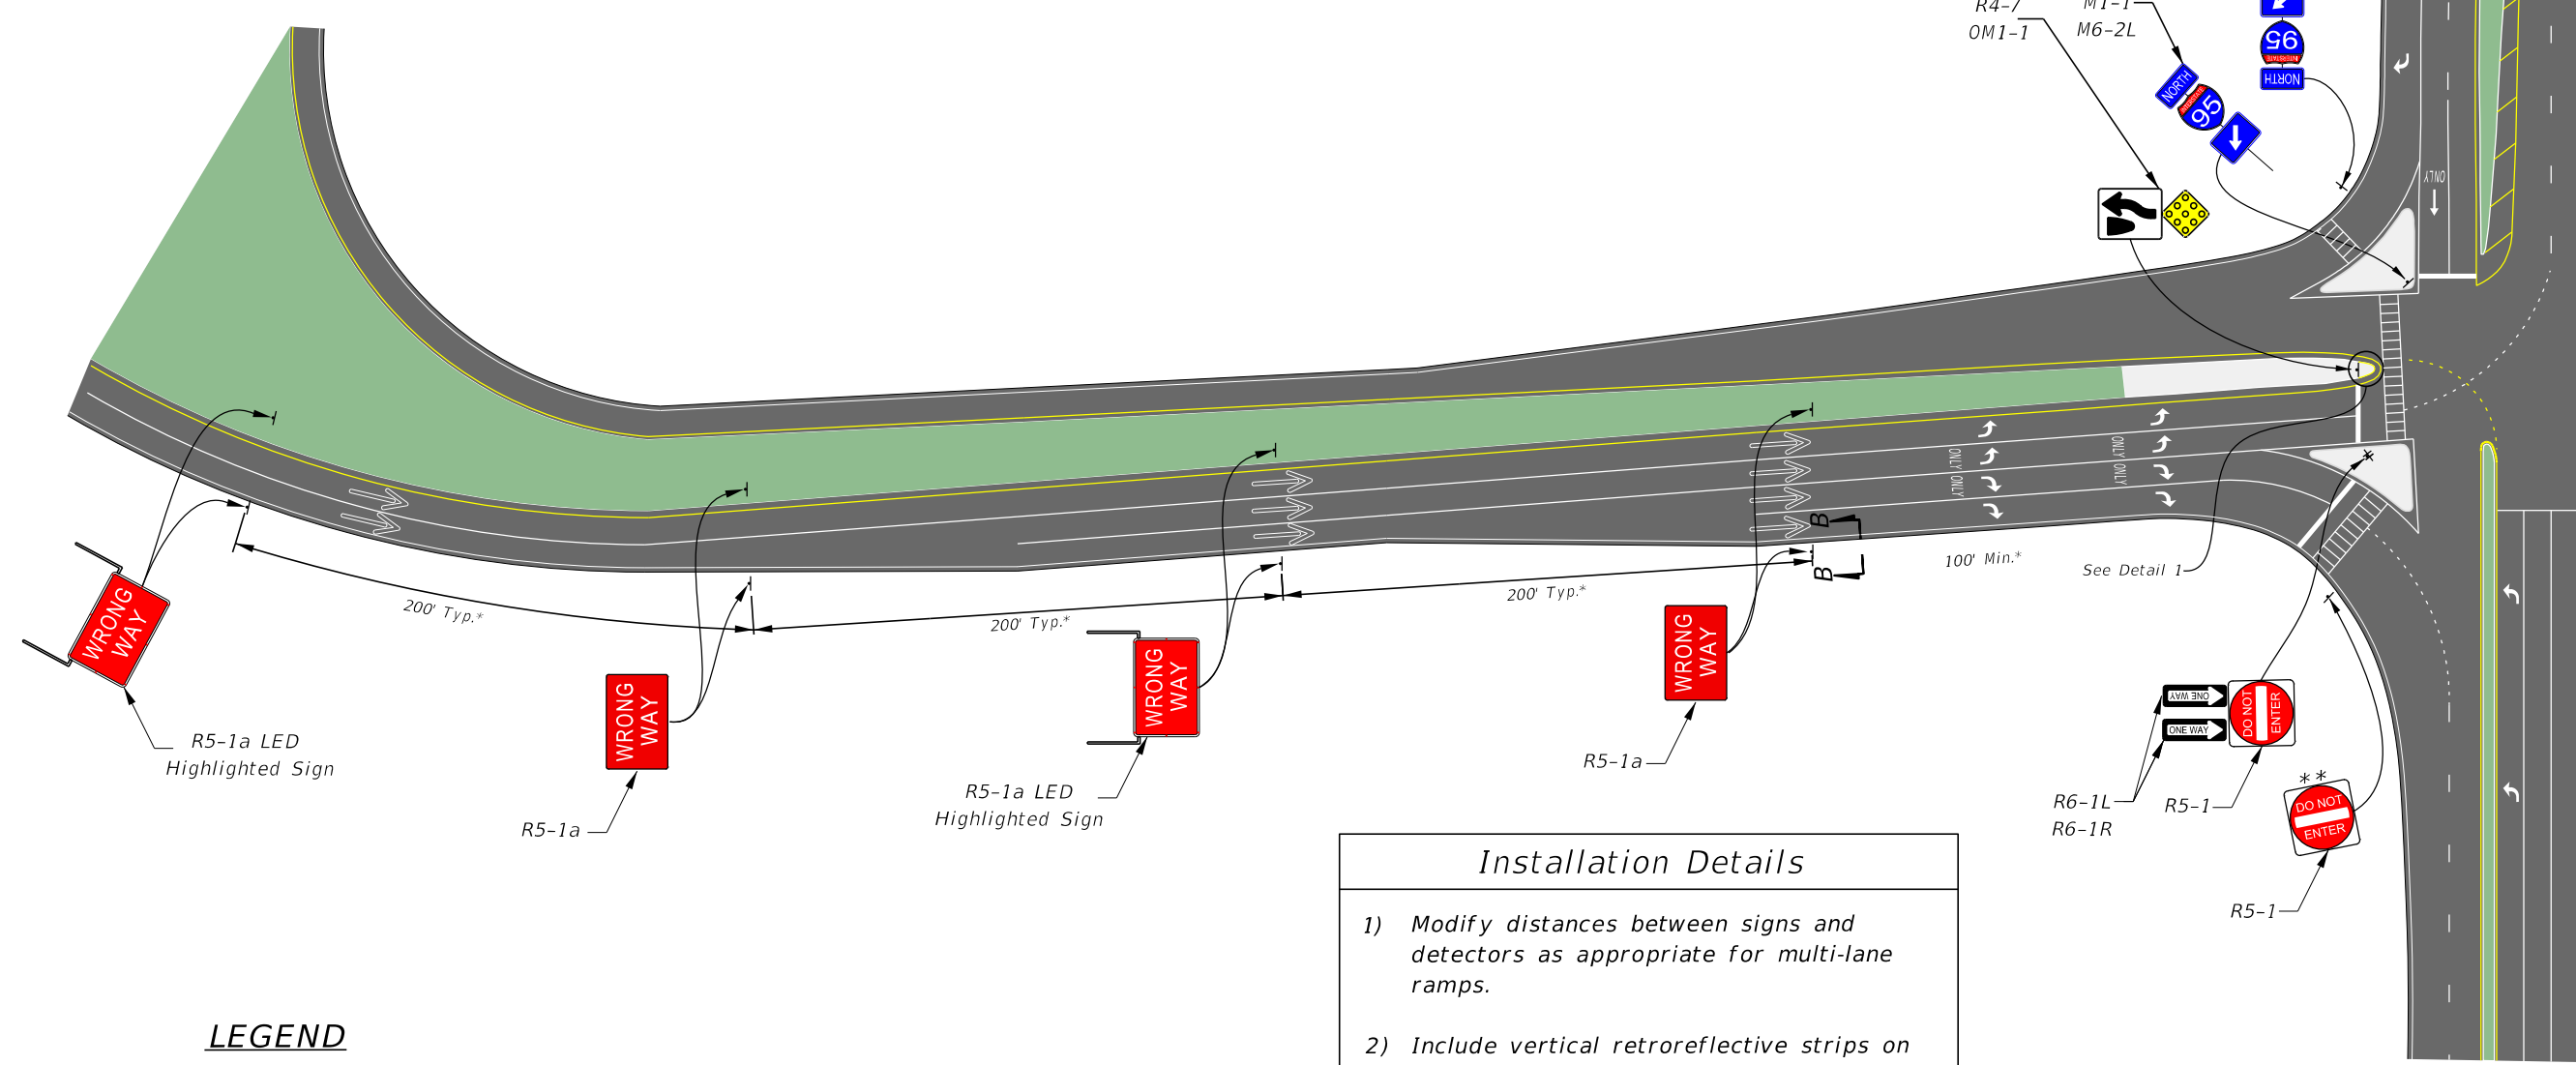 R4-7
OM1-1
M1-1
M6-2L
95
INTERSTATE
NORTH
NORTH
INTERSTATE
95
ONLY
ONLY
ONLY
ONLY
ONLY
ONLY
ONLY
B
B
100' Min.*
See Detail 1
200' Typ.*
200' Typ.*
200' Typ.*
WRONG
WAY
R5-1a LED
Highlighted Sign
WRONG
WAY
R5-1a
WRONG
WAY
R5-1a LED
Highlighted Sign
WRONG
WAY
R5-1a
ONE WAY
ONE WAY
DO NOT
ENTER
R6-1L
R6-1R
R5-1
**
DO NOT
ENTER
R5-1
Installation Details
1) Modify distances between signs and
detectors as appropriate for multi-lane
ramps.
2) Include vertical retroreflective strips on
LEGEND